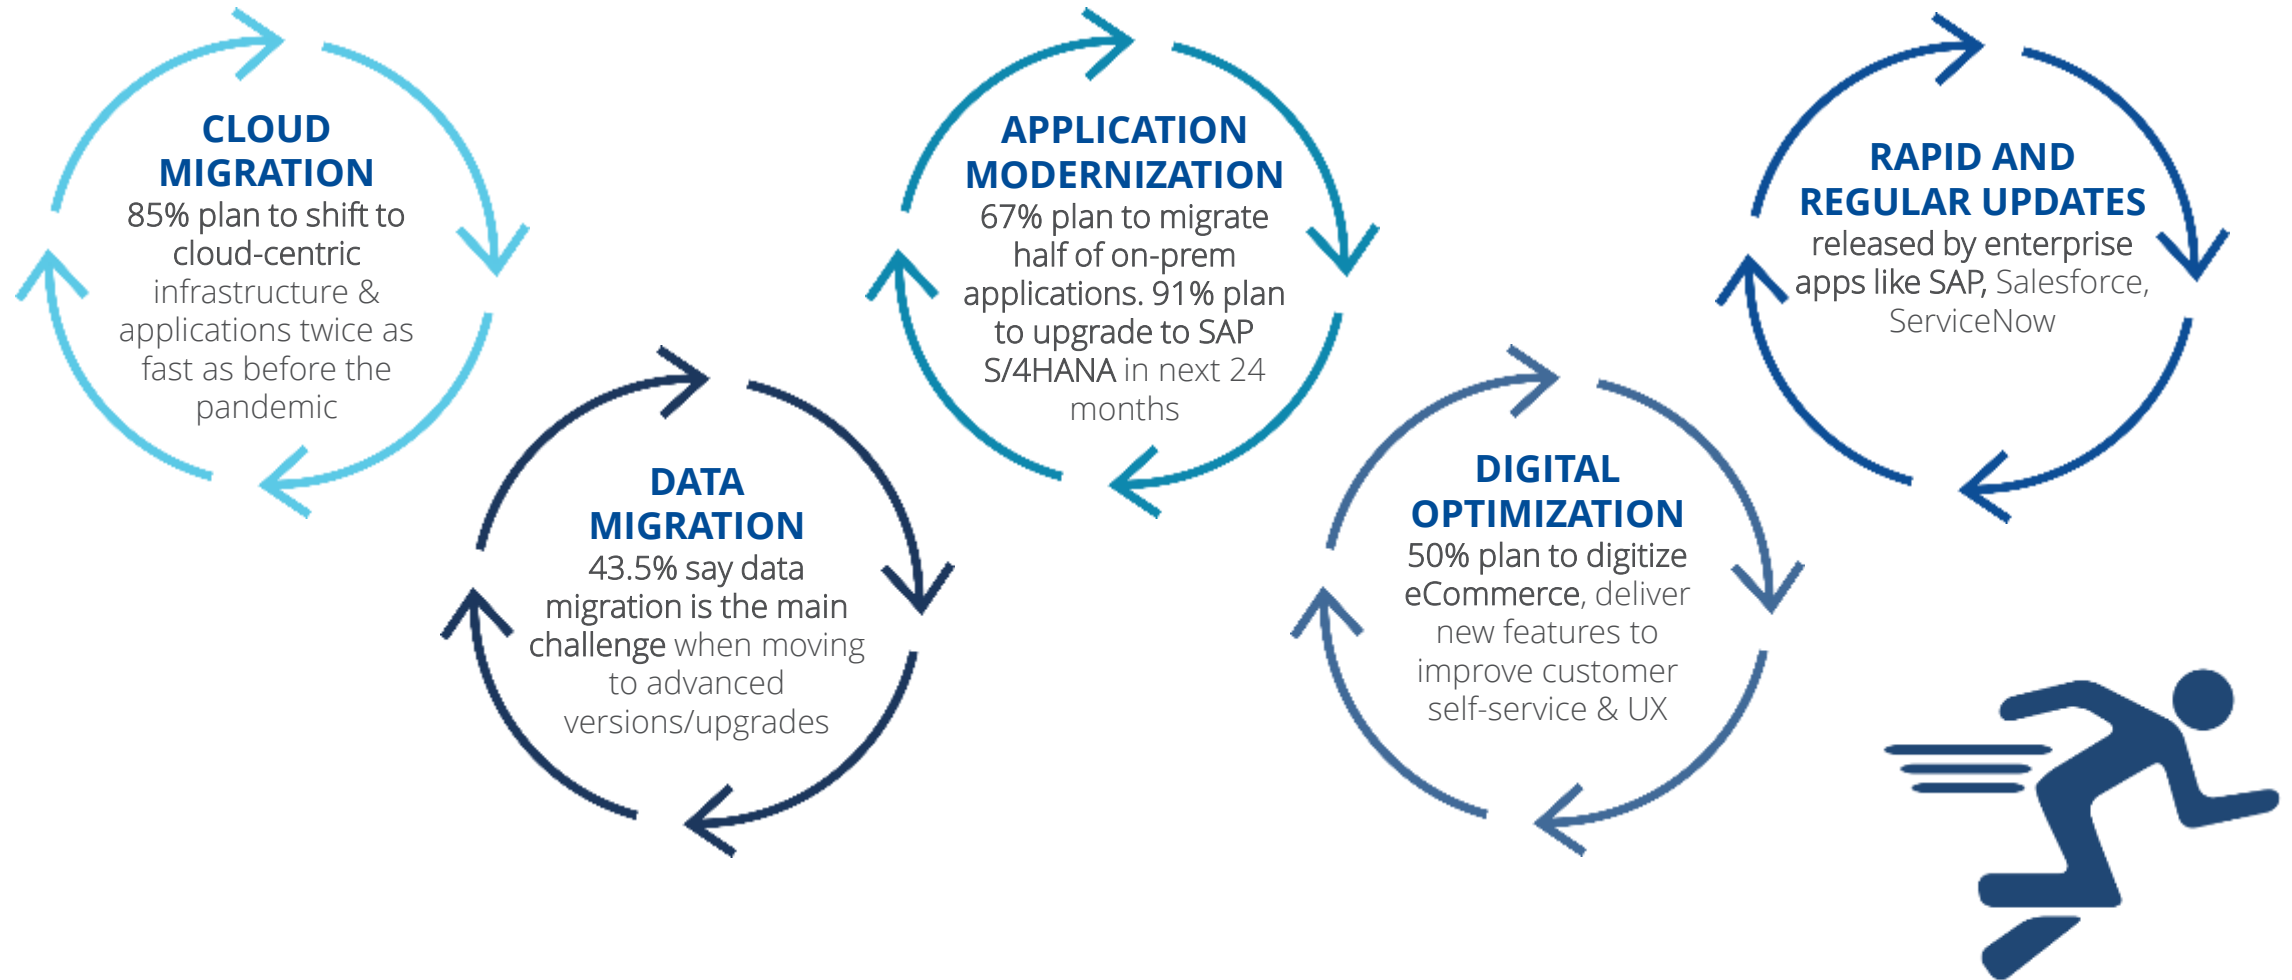 CLOUD
MIGRATION
85% plan to shift to
cloud-centric
infrastructure &
applications twice as
fast as before the
pandemic
DATA
MIGRATION
43.5% say data
migration is the main
challenge when moving
to advanced
versions/upgrades
APPLICATION
MODERNIZATION
67% plan to migrate
half of on-prem
applications. 91% plan
to upgrade to SAP
S/4HANA in next 24
months
DIGITAL
OPTIMIZATION
50% plan to digitize
eCommerce, deliver
new features to
improve customer
self-service & UX
RAPID AND
REGULAR UPDATES
released by enterprise
apps like SAP, Salesforce,
ServiceNow